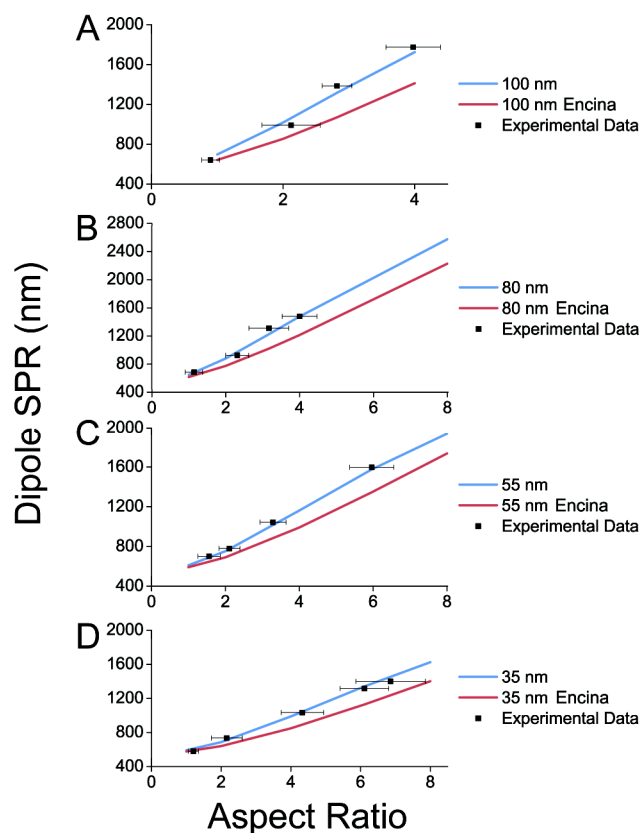 A
2000
1600
1200
800
400
0
2
4
100 nm
100 nm Encina
Experimental Data
B
2800
2400
2000
1600
1200
800
400
0
2
4
6
8
80 nm
80 nm Encina
Experimental Data
Dipole SPR (nm)
C
2000
1600
1200
800
400
0
2
4
6
8
55 nm
55 nm Encina
Experimental Data
D
2000
1600
1200
800
400
0
2
4
6
8
35 nm
35 nm Encina
Experimental Data
Aspect Ratio